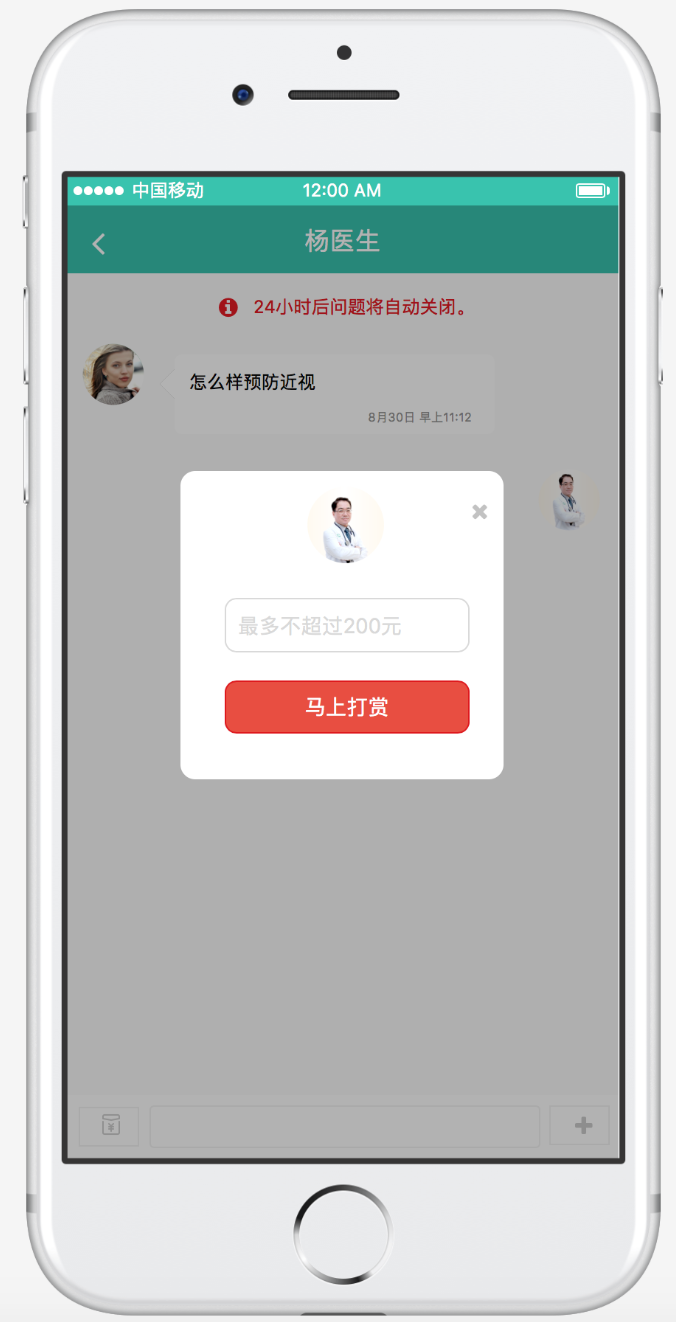 中国移动 12:00 AM
杨医生
24小时后问题将自动关闭。
怎么样预防近视
8月30日 早上11:12
最多不超过200元
马上打赏